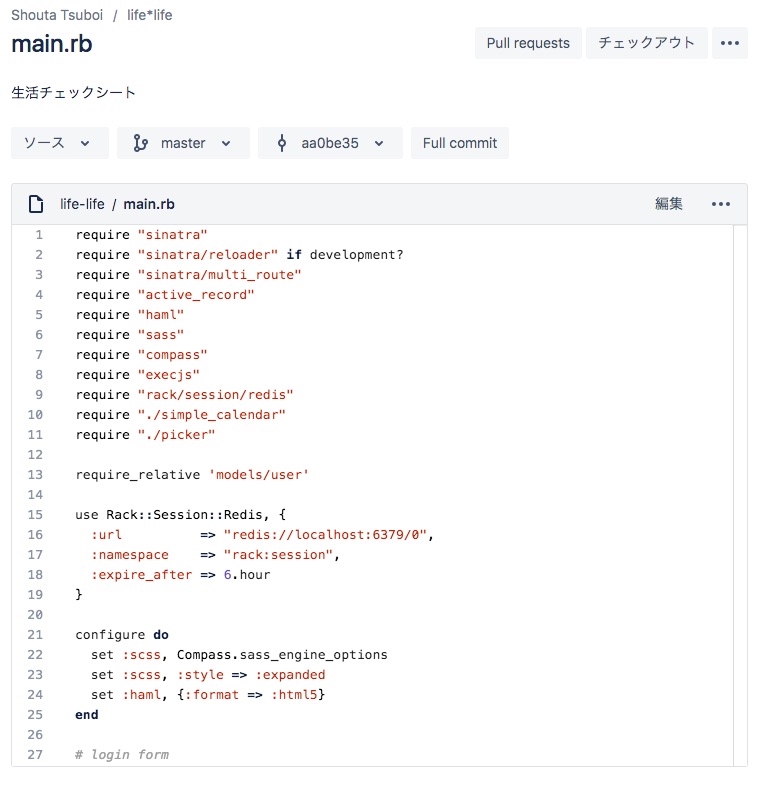 Shouta Tsuboi / life*life
main.rb
Pull requests チェックアウト •••
生活チェックシート
ソース master aa0be35 Full commit
life-life / main.rb 編集 •••
1 require "sinatra"
2 require "sinatra/reloader" if development?
3 require "sinatra/multi_route"
4 require "active_record"
5 require "haml"
6 require "sass"
7 require "compass"
8 require "execjs"
9 require "rack/session/redis"
10 require "./simple_calendar"
11 require "./picker"
12
13 require_relative 'models/user'
14
15 use Rack::Session::Redis, {
16   :url          => "redis://localhost:6379/0",
17   :namespace    => "rack:session",
18   :expire_after => 6.hour
19 }
20
21 configure do
22   set :scss, Compass.sass_engine_options
23   set :scss, :style => :expanded
24   set :haml, {:format => :html5}
25 end
26
27 # login form